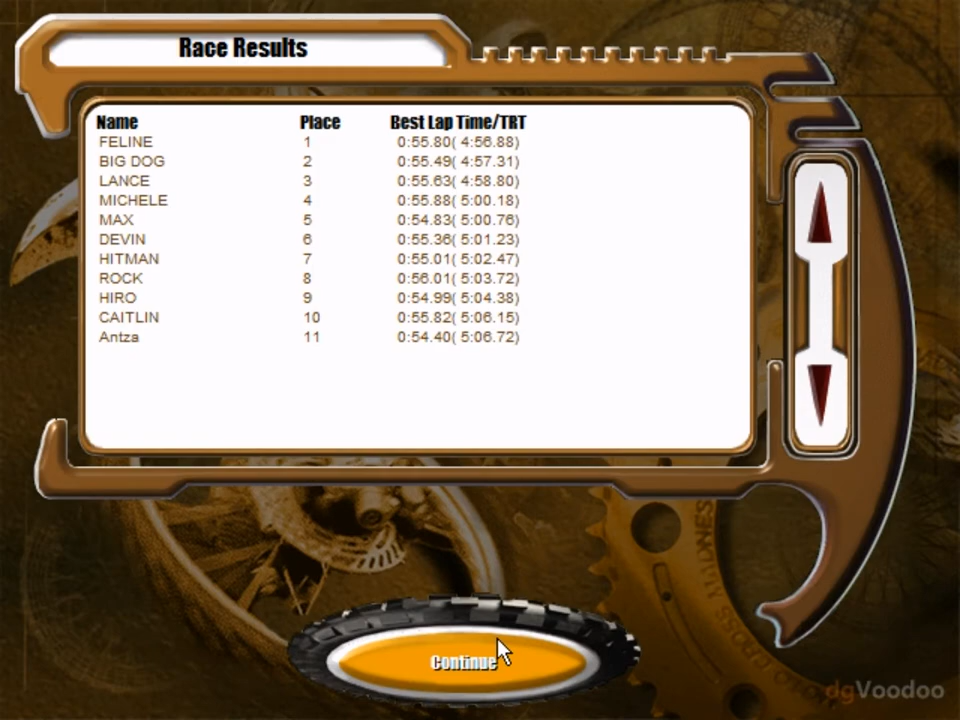 Race Results
Name Place Best Lap Time/TRT
FELINE 1 0:55.80( 4:56.88)
BIG DOG 2 0:55.49( 4:57.31)
LANCE 3 0:55.63( 4:58.80)
MICHELE 4 0:55.88( 5:00.18)
MAX 5 0:54.83( 5:00.76)
DEVIN 6 0:55.36( 5:01.23)
HITMAN 7 0:55.01( 5:02.47)
ROCK 8 0:56.01( 5:03.72)
HIRO 9 0:54.99( 5:04.38)
CAITLIN 10 0:55.82( 5:06.15)
Antza 11 0:54.40( 5:06.72)
Continue
dgVoodoo